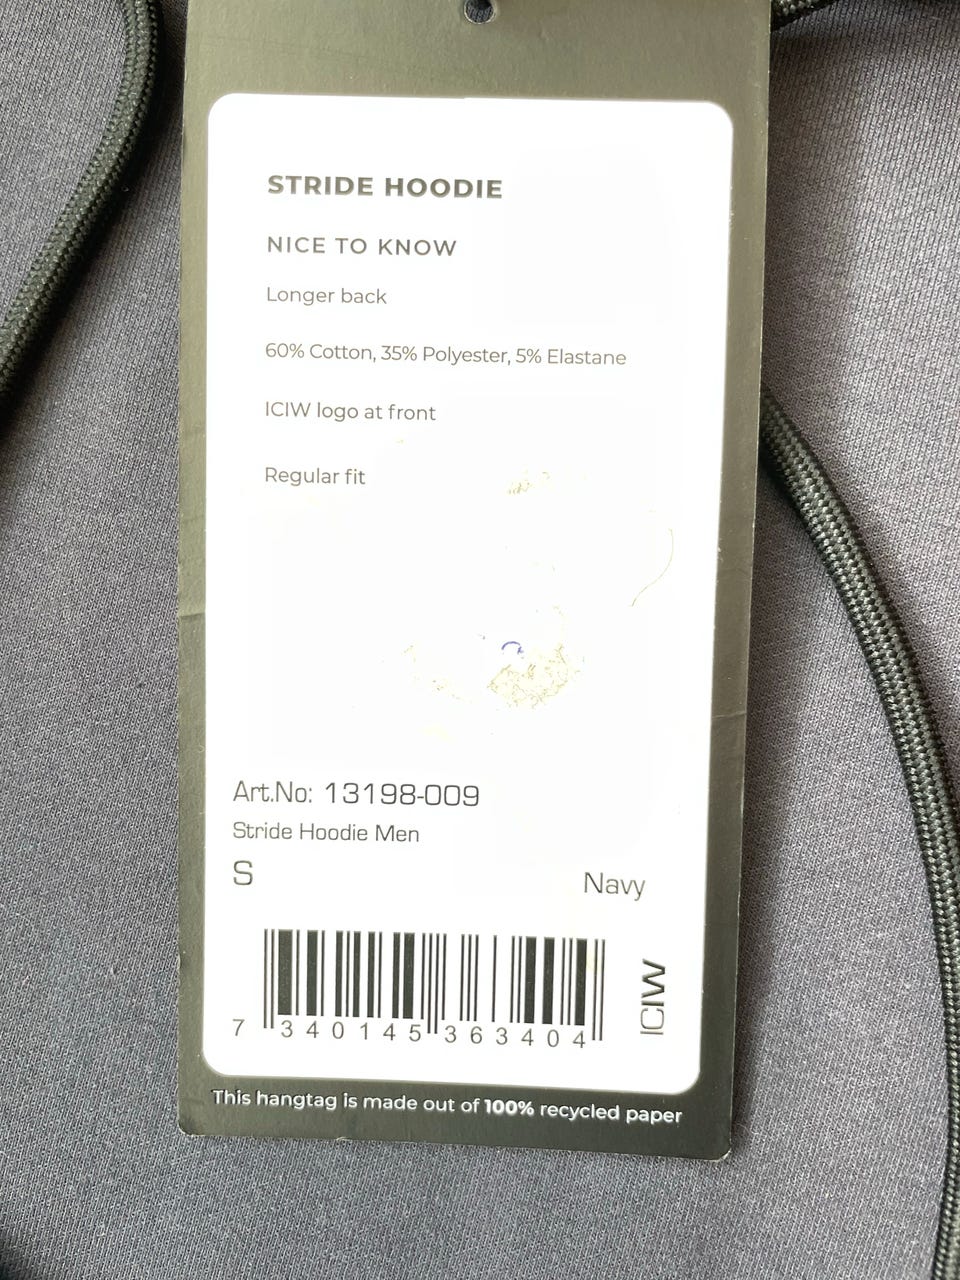 STRIDE HOODIE
NICE TO KNOW
Longer back
60% Cotton, 35% Polyester, 5% Elastane
ICIW logo at front
Regular fit
Art.No: 13198-009
Stride Hoodie Men
S
Navy
7 340145 363404
ICIW
This hangtag is made out of 100% recycled paper